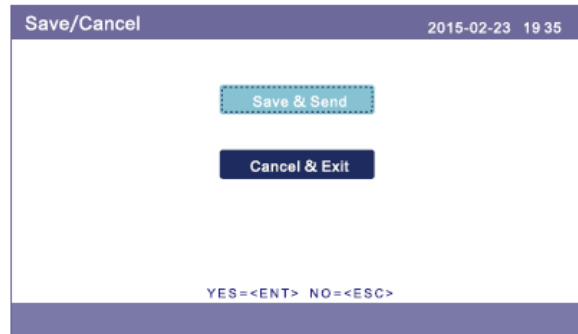 Save/Cancel 2015-02-23 19 35
Save & Send
Cancel & Exit
YES=<ENT> NO=<ESC>